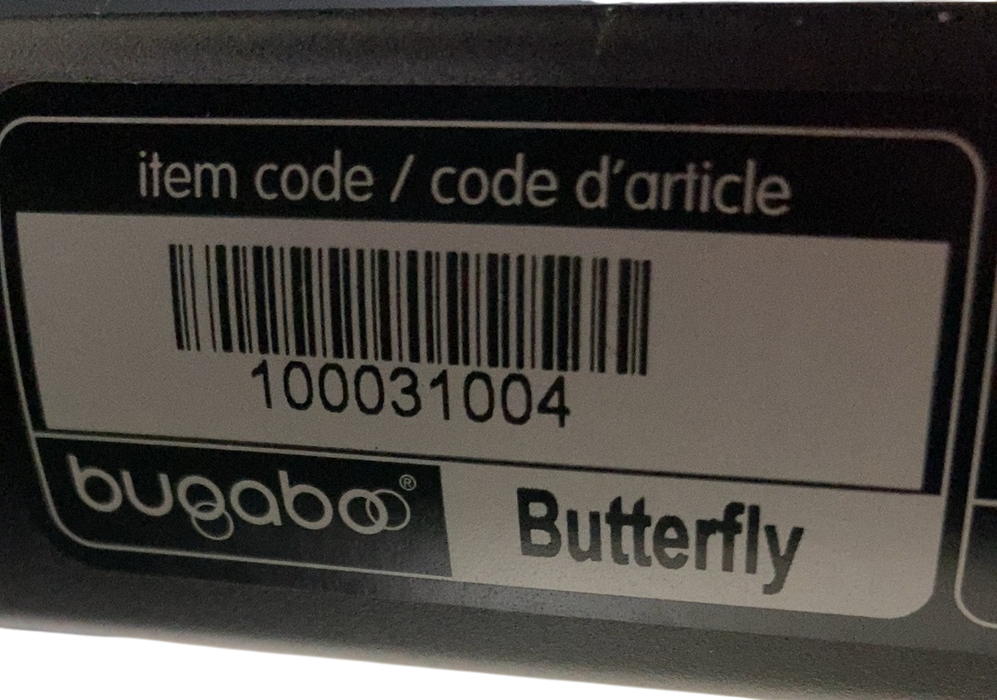 item code / code d'article
100031004
bugaboo®
Butterfly